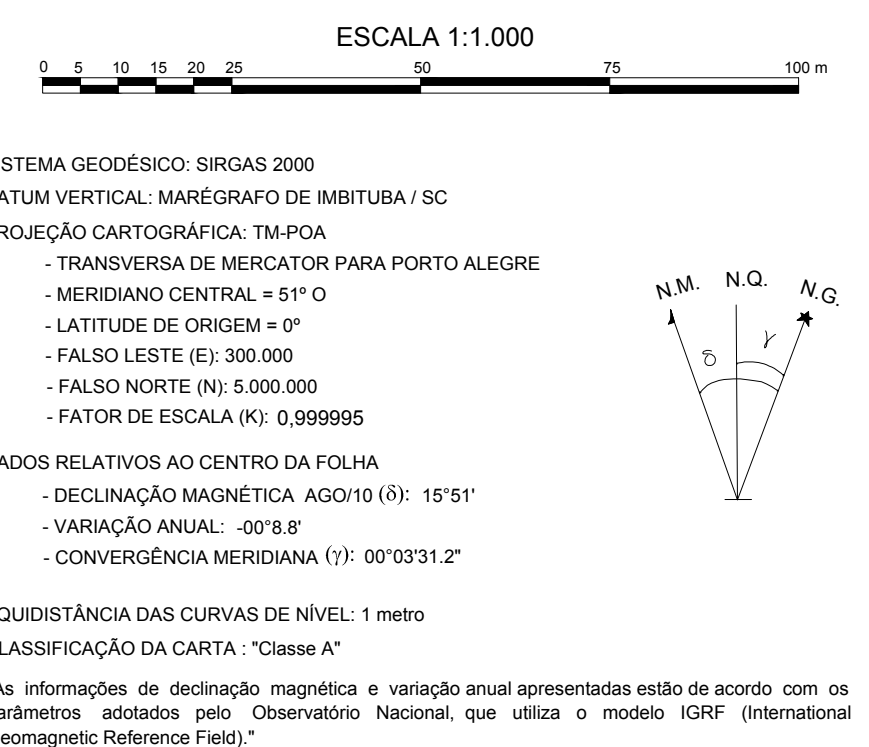 ESCALA 1:1.000
0 5 10 15 20 25 50 75 100 m
ISTEMA GEODÉSICO: SIRGAS 2000
ATUM VERTICAL: MARÉGRAFO DE IMBITUBA / SC
ROJEÇÃO CARTOGRÁFICA: TM-POA
- TRANSVERSA DE MERCATOR PARA PORTO ALEGRE
- MERIDIANO CENTRAL = 51º O
- LATITUDE DE ORIGEM = 0º
- FALSO LESTE (E): 300.000
- FALSO NORTE (N): 5.000.000
- FATOR DE ESCALA (K): 0,999995
N.M. N.Q. N.G.
δ γ
ADOS RELATIVOS AO CENTRO DA FOLHA
- DECLINAÇÃO MAGNÉTICA AGO/10 (δ): 15°51'
- VARIAÇÃO ANUAL: -00°8.8'
- CONVERGÊNCIA MERIDIANA (γ): 00°03'31.2"
QUIDISTÂNCIA DAS CURVAS DE NÍVEL: 1 metro
LASSIFICAÇÃO DA CARTA : "Classe A"
As informações de declinação magnética e variação anual apresentadas estão de acordo com os
arâmetros adotados pelo Observatório Nacional, que utiliza o modelo IGRF (International
eomagnetic Reference Field)."